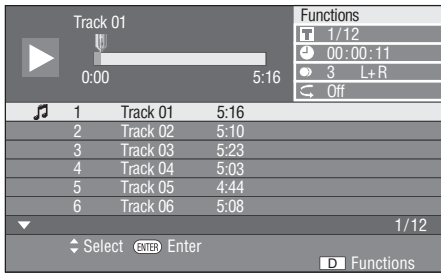 Track 01
0:00 5:16
Functions
T 1/12
00:00:11
3 L+R
Off
1 Track 01 5:16
2 Track 02 5:10
3 Track 03 5:23
4 Track 04 5:03
5 Track 05 4:44
6 Track 06 5:08
1/12
Select ENTER Enter
D Functions